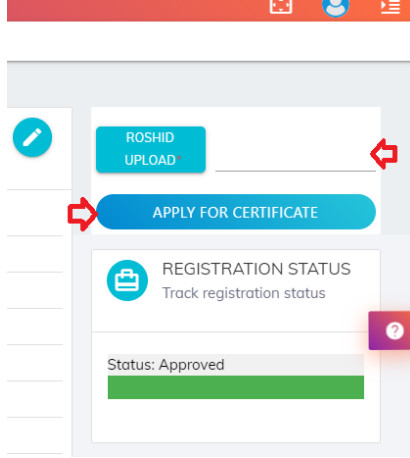 ROSHID
UPLOAD
APPLY FOR CERTIFICATE
REGISTRATION STATUS
Track registration status
?
Status: Approved